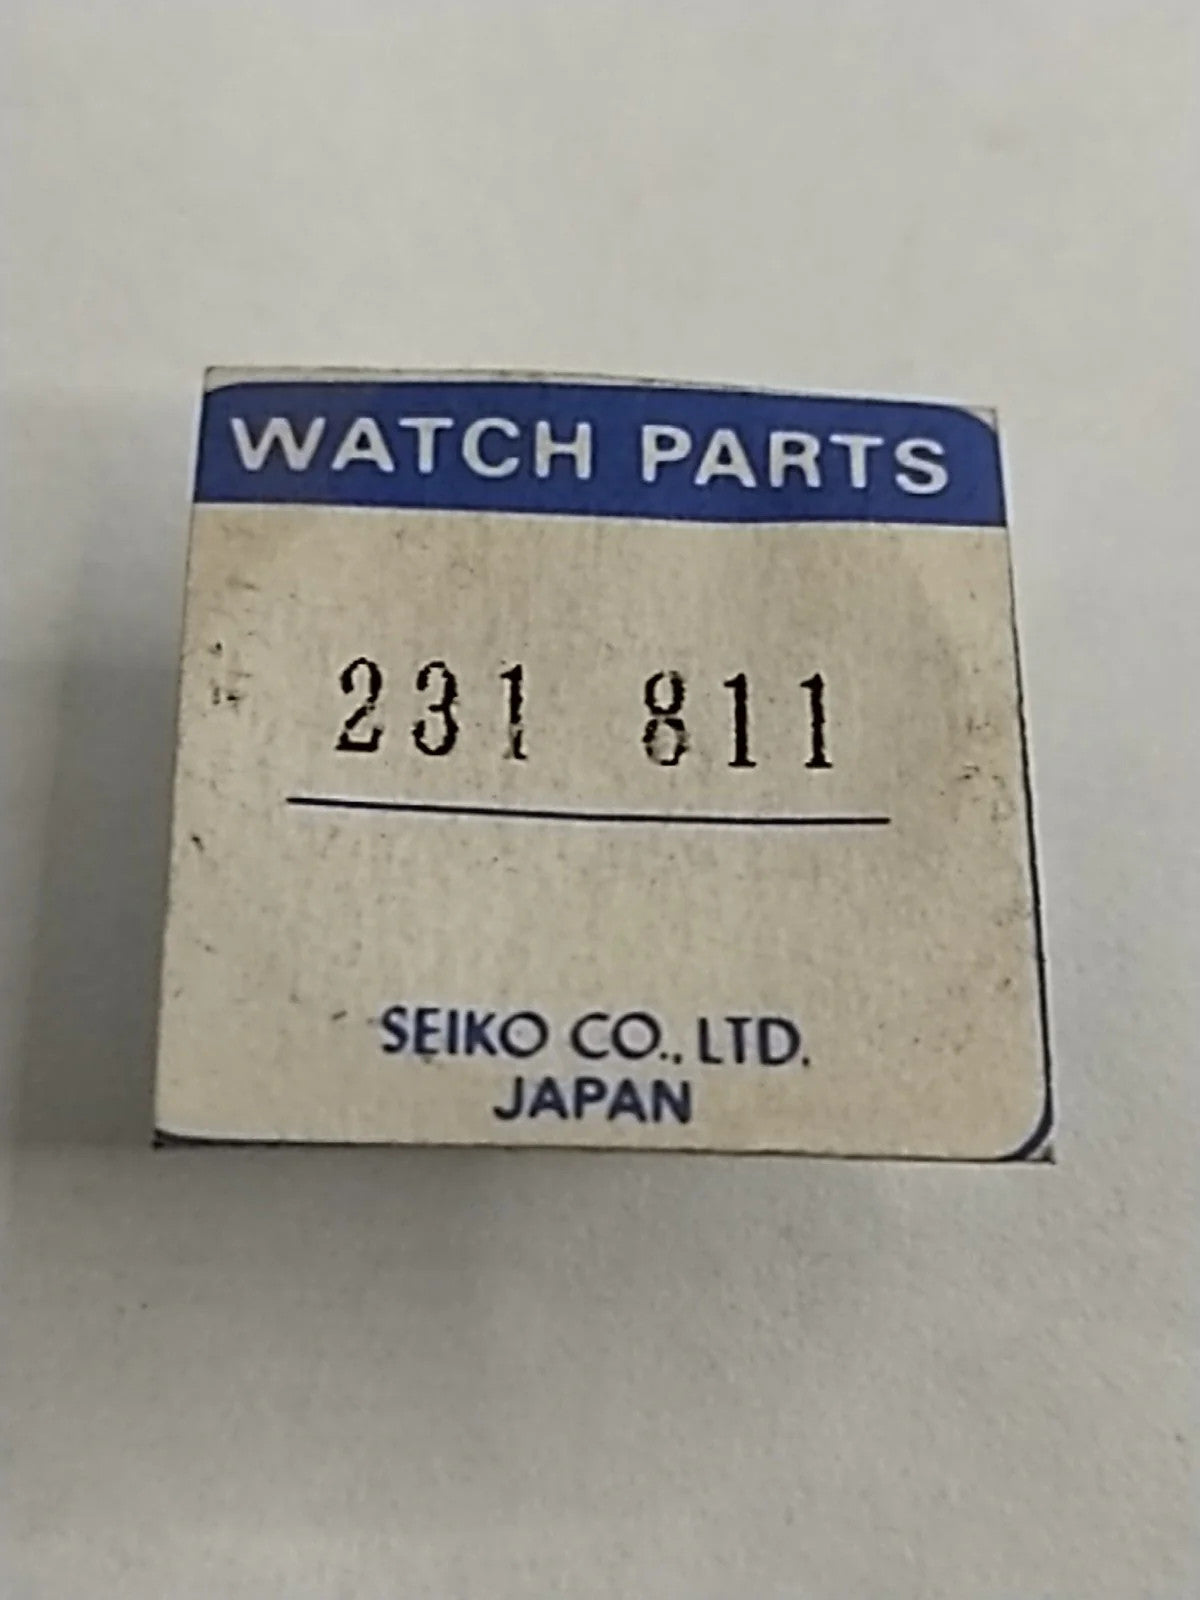 WATCH PARTS
231 811
SEIKO CO., LTD.
JAPAN